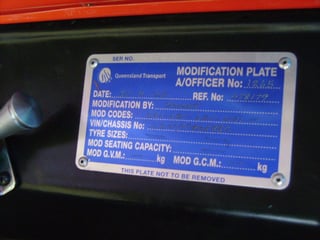 SER NO.
Queensland Transport
MODIFICATION PLATE
A/OFFICER No:
DATE: REF. No:
MODIFICATION BY:
MOD CODES:
VIN/CHASSIS No:
TYRE SIZES:
MOD SEATING CAPACITY:
MOD G.V.M.: kg MOD G.C.M.: kg
THIS PLATE NOT TO BE REMOVED